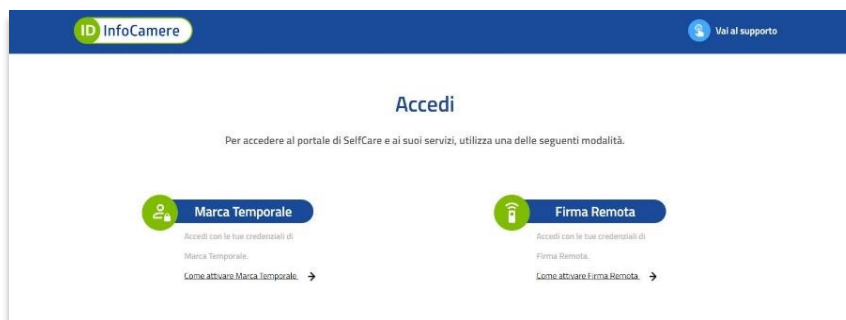 ID InfoCamere
Vai al supporto
Accedi
Per accedere al portale di SelfCare e ai suoi servizi, utilizza una delle seguenti modalità.
Marca Temporale
Accedi con le tue credenziali di
Marca Temporale.
Come attivare Marca Temporale
Firma Remota
Accedi con le tue credenziali di
Firma Remota.
Come attivare Firma Remota